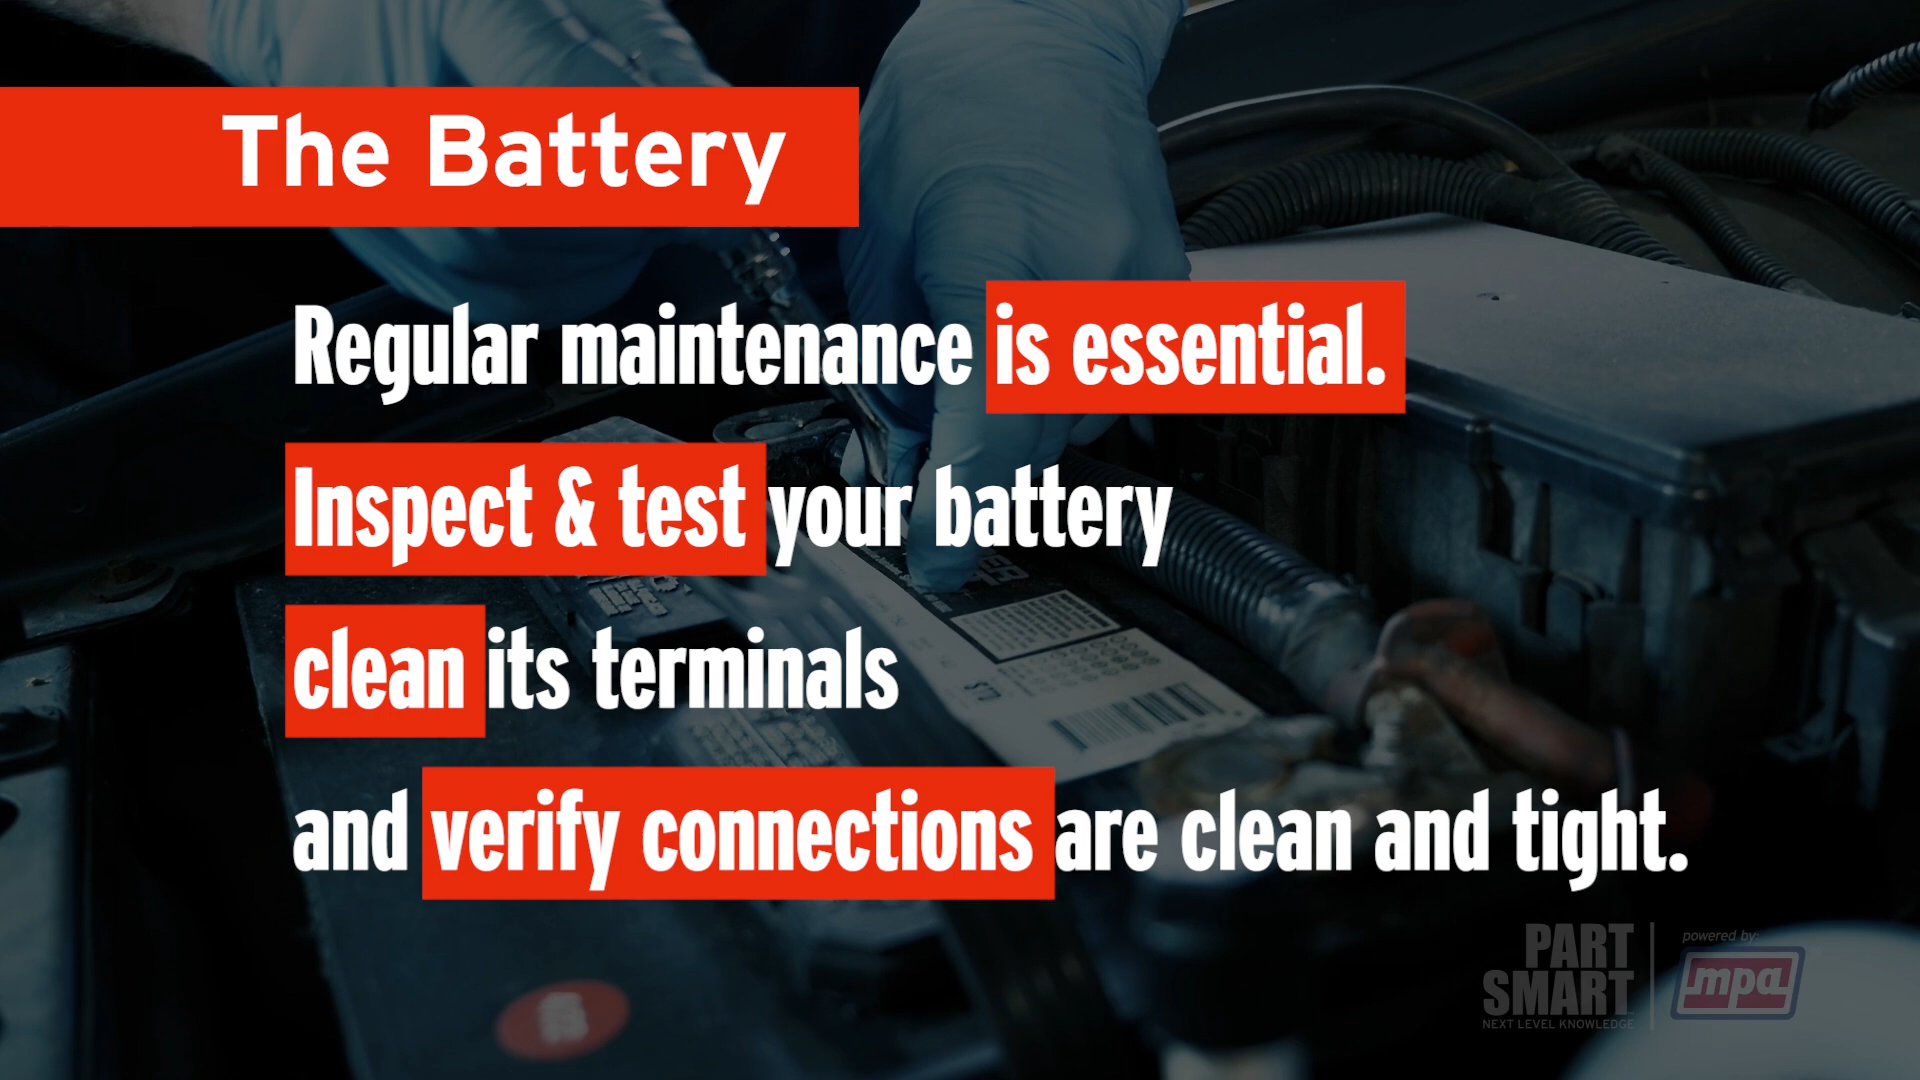 The Battery
Regular maintenance is essential.
Inspect & test your battery
clean its terminals
and verify connections are clean and tight.
PART
SMART
NEXT LEVEL KNOWLEDGE
powered by:
mpa